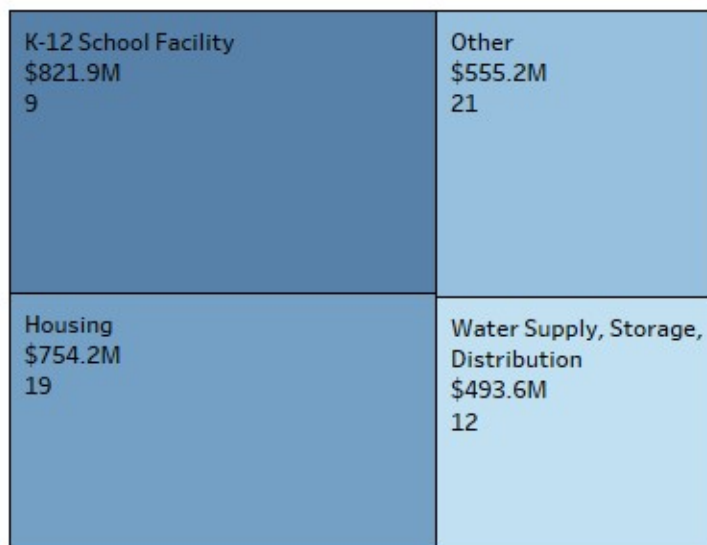 K-12 School Facility
$821.9M
9
Other
$555.2M
21
Housing
$754.2M
19
Water Supply, Storage,
Distribution
$493.6M
12